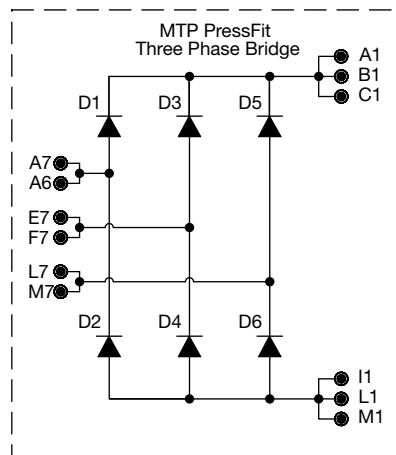 MTP PressFit
Three Phase Bridge
A1
B1
C1
D1 D3 D5
A7
A6
E7
F7
L7
M7
D2 D4 D6
I1
L1
M1